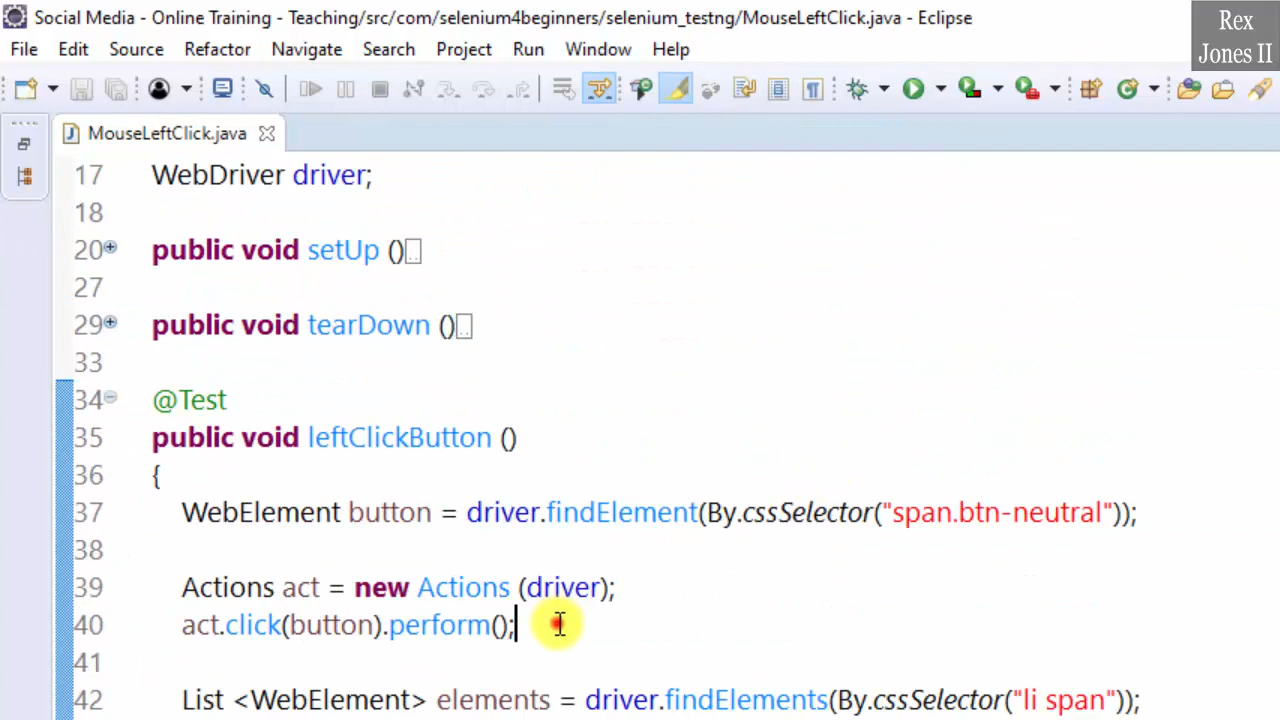 Social Media - Online Training - Teaching/src/com/selenium4beginners/selenium_testng/MouseLeftClick.java - Eclipse
Rex
Jones II
File Edit Source Refactor Navigate Search Project Run Window Help
MouseLeftClick.java
17 WebDriver driver;
18
20 public void setUp ()
27
29 public void tearDown ()
33
34 @Test
35 public void leftClickButton ()
36 {
37 WebElement button = driver.findElement(By.cssSelector("span.btn-neutral"));
38
39 Actions act = new Actions (driver);
40 act.click(button).perform();
41
42 List <WebElement> elements = driver.findElements(By.cssSelector("li span"));